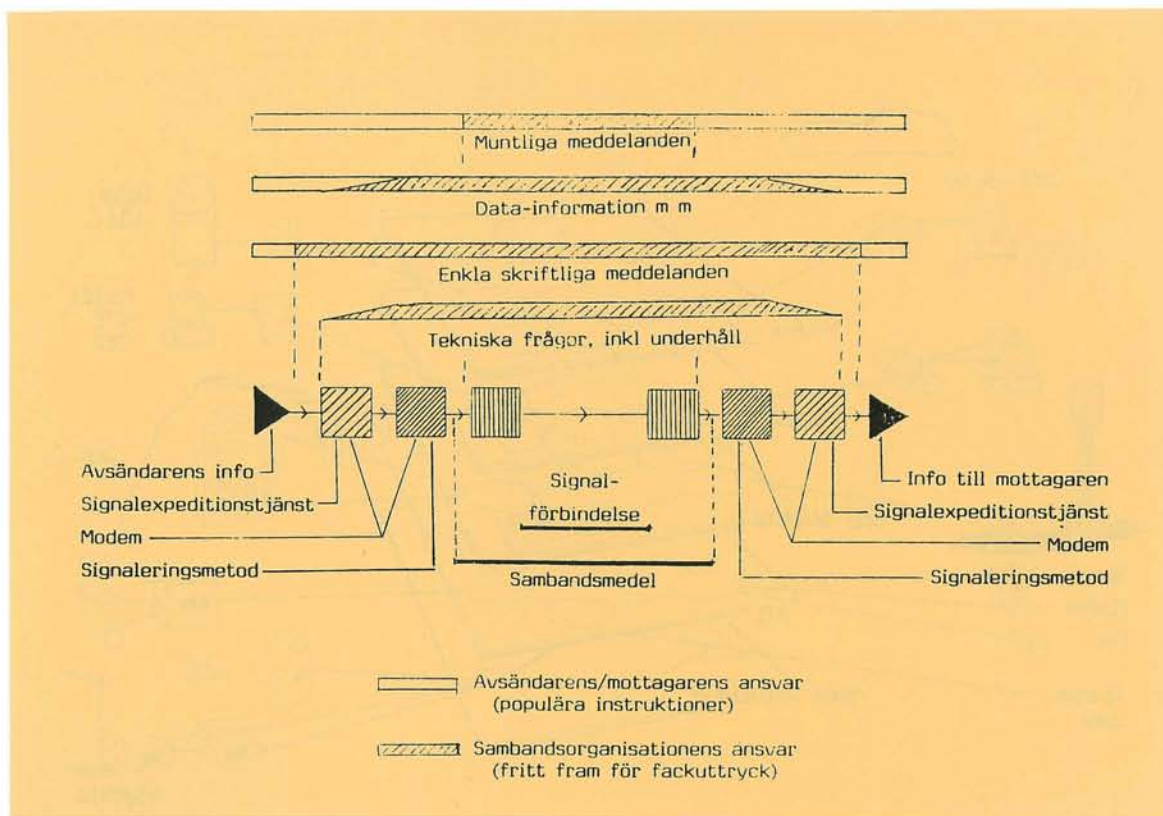 Muntliga meddelanden
Data-information m m
Enkla skriftliga meddelanden
Tekniska frågor, inkl underhåll
Avsändarens info
Signalexpeditionstjänst
Modem
Signaleringsmetod
Signal-
förbindelse
Sambandsmedel
Info till mottagaren
Signalexpeditionstjänst
Modem
Signaleringsmetod
Avsändarens/mottagarens ansvar
(populära instruktioner)
Sambandsorganisationens ansvar
(fritt fram för fackuttryck)